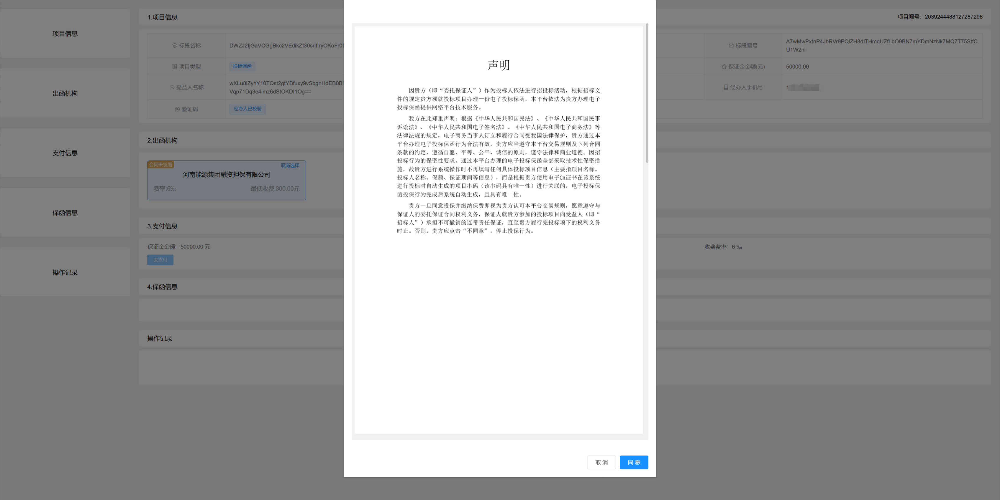 项目信息
出函机构
支付信息
保函信息
操作记录
1.项目信息
项目编号：2039244488127287298
标段名称
DWZJ2IjGaVCGgBkc2VEdikZf30sriflryOKoFr0
标段编号
A7wMwPxtnP4JbRVr9PQlZH8dITHmqUZfLbO9BN7mYDmNzNk7MQ7T75StfC
U1W2ni
项目类型
投标保函
保证金金额(元)
50000.00
受益人名称
wXLu8lZyhY10TQst2gtYBfuxy9vSbgnHdEB0B
Vqp71Dq3e4imz6dStOKDI1Og==
经办人手机号
1
验证码
经办人已校验
2.出函机构
合同未签署
取消选择
河南能源集团融资担保有限公司
费率:6‰
最低收费:300.00元
3.支付信息
保证金金额: 50000.00 元
收费费率: 6 ‰
去支付
4.保函信息
操作记录
声明
因贵方（即“委托保证人”）作为投标人依法进行招投标活动，根据招标文
件的规定贵方须就投标项目办理一份电子投标保函，本平台依法为贵方办理电子
投标保函提供网络平台技术服务。
我方在此郑重声明：根据《中华人民共和国民法》、《中华人民共和国民事
诉讼法》、《中华人民共和国电子签名法》、《中华人民共和国电子商务法》等
法律法规的规定，电子商务当事人订立和履行合同受我国法律保护，贵方通过本
平台办理电子投标保函行为合法有效，贵方应当遵守本平台交易规则及下列合同
条款的约定，遵循自愿、平等、公平、诚信的原则，遵守法律和商业道德。因招
投标行为的保密性要求，通过本平台办理的电子投标保函全部采取技术性保密措
施，故贵方进行系统操作时不再填写任何具体投标项目信息（主要指项目名称、
投标人名称、保额、保证期间等信息），而是根据贵方使用电子CA证书在该系统
进行投标时自动生成的项目串码（该串码具有唯一性）进行关联的，电子投标保
函投保行为完成后系统自动生成，且具有唯一性。
贵方一旦同意投保并缴纳保费即视为贵方认可本平台交易规则，愿意遵守与
保证人的委托保证合同权利义务，保证人就贵方参加的投标项目向受益人（即“
招标人”）承担不可撤销的连带责任保证，直至贵方履行完投标项下的权利义务
时止。否则，贵方应点击“不同意”，停止投保行为。
取消
同意